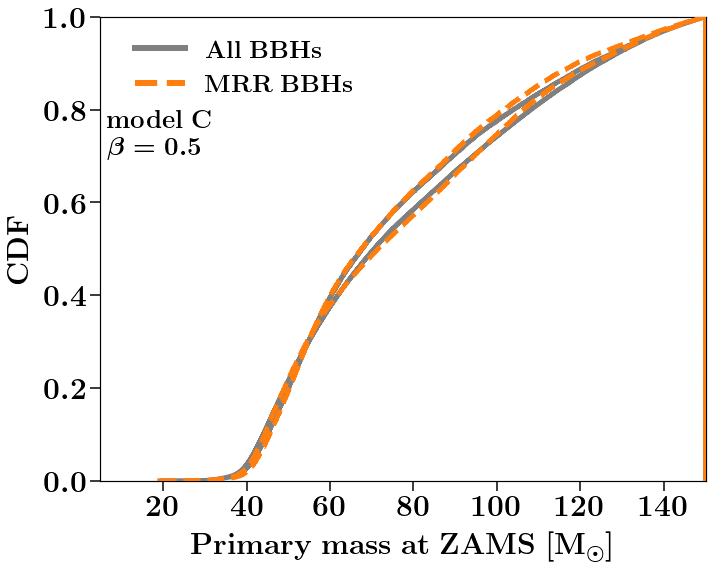 1.0
0.8
0.6
0.4
0.2
0.0
CDF
All BBHs
MRR BBHs
model C
β = 0.5
20 40 60 80 100 120 140
Primary mass at ZAMS [M⊙]